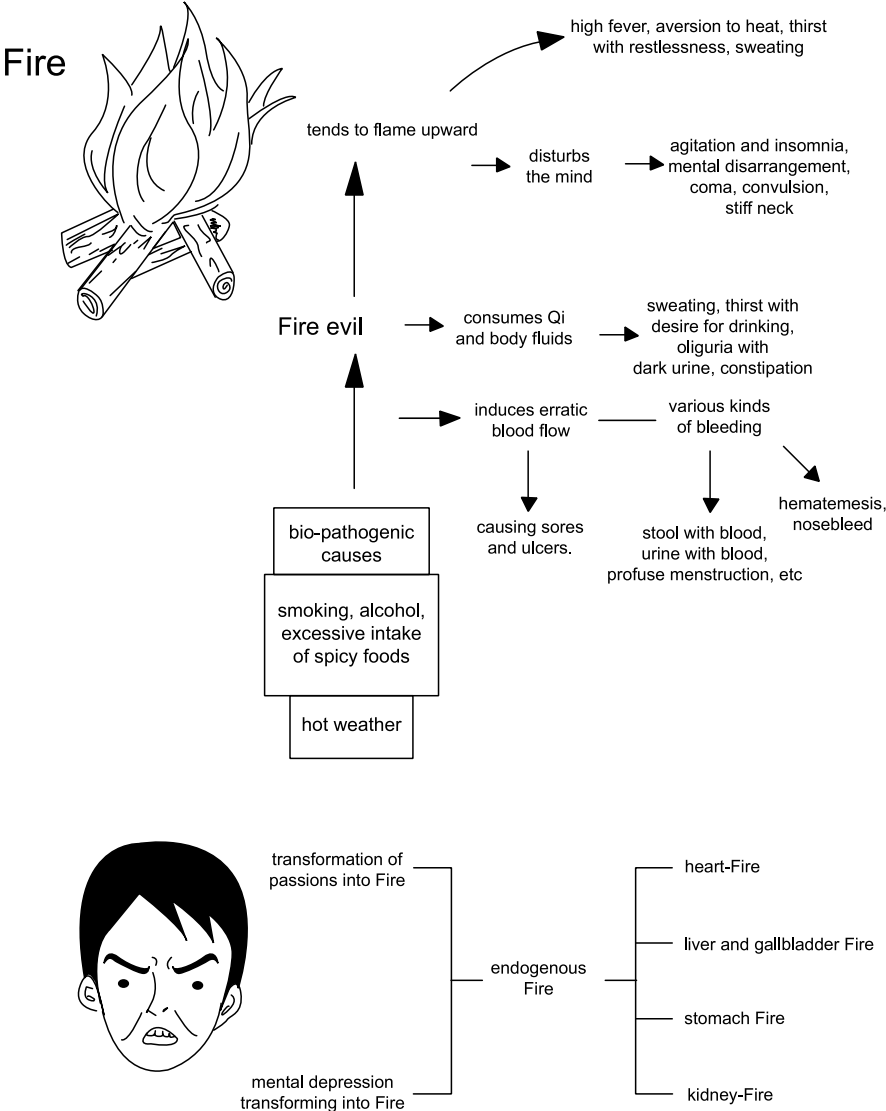 Fire
high fever, aversion to heat, thirst
with restlessness, sweating
tends to flame upward
disturbs
the mind
agitation and insomnia,
mental disarrangement,
coma, convulsion,
stiff neck
Fire evil
consumes Qi
and body fluids
sweating, thirst with
desire for drinking,
oliguria with
dark urine, constipation
induces erratic
blood flow
various kinds
of bleeding
causing sores
and ulcers.
stool with blood,
urine with blood,
profuse menstruction, etc
hematemesis,
nosebleed
bio-pathogenic
causes
smoking, alcohol,
excessive intake
of spicy foods
hot weather
transformation of
passions into Fire
mental depression
transforming into Fire
endogenous
Fire
heart-Fire
liver and gallbladder Fire
stomach Fire
kidney-Fire